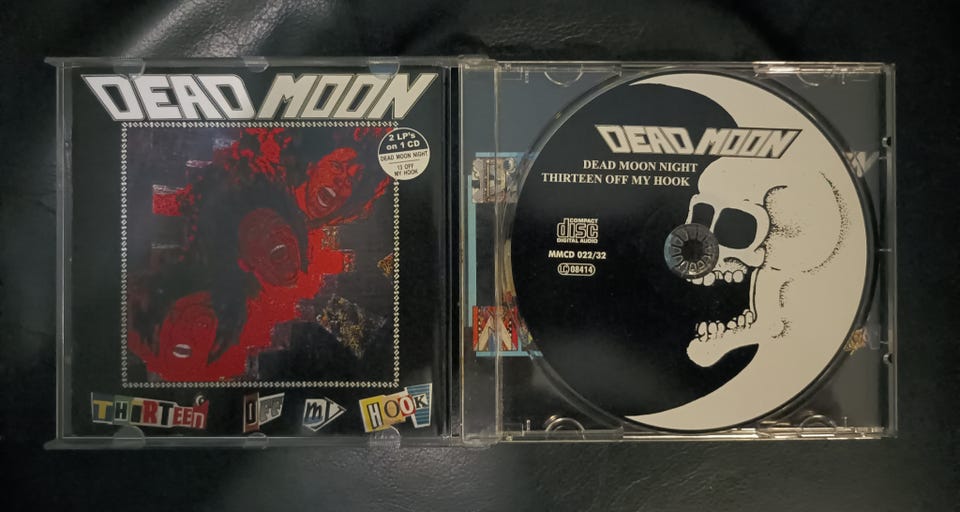 DEAD MOON
2 LP's
on 1 CD
DEAD MOON NIGHT
13 OFF
MY HOOK
THiRTEEN OFF MY HOOK
DEAD MOON
DEAD MOON NIGHT
THIRTEEN OFF MY HOOK
COMPACT
disc
DIGITAL AUDIO
MMCD 022/32
LC 08414